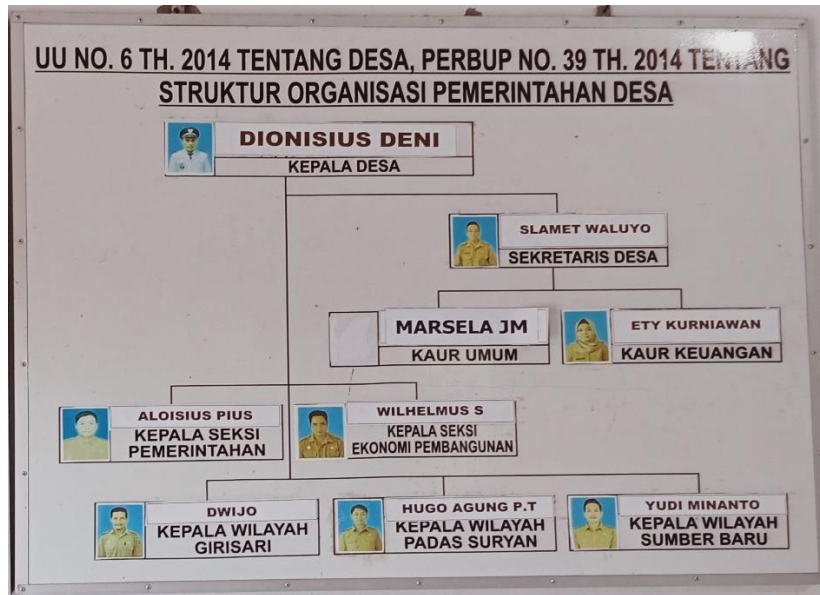 UU NO. 6 TH. 2014 TENTANG DESA, PERBUP NO. 39 TH. 2014 TENTANG
STRUKTUR ORGANISASI PEMERINTAHAN DESA
DIONISIUS DENI
KEPALA DESA
SLAMET WALUYO
SEKRETARIS DESA
MARSELA JM
KAUR UMUM
ETY KURNIAWAN
KAUR KEUANGAN
ALOISIUS PIUS
KEPALA SEKSI
PEMERINTAHAN
WILHELMUS S
KEPALA SEKSI
EKONOMI PEMBANGUNAN
DWIJO
KEPALA WILAYAH
GIRISARI
HUGO AGUNG P.T
KEPALA WILAYAH
PADAS SURYAN
YUDI MINANTO
KEPALA WILAYAH
SUMBER BARU